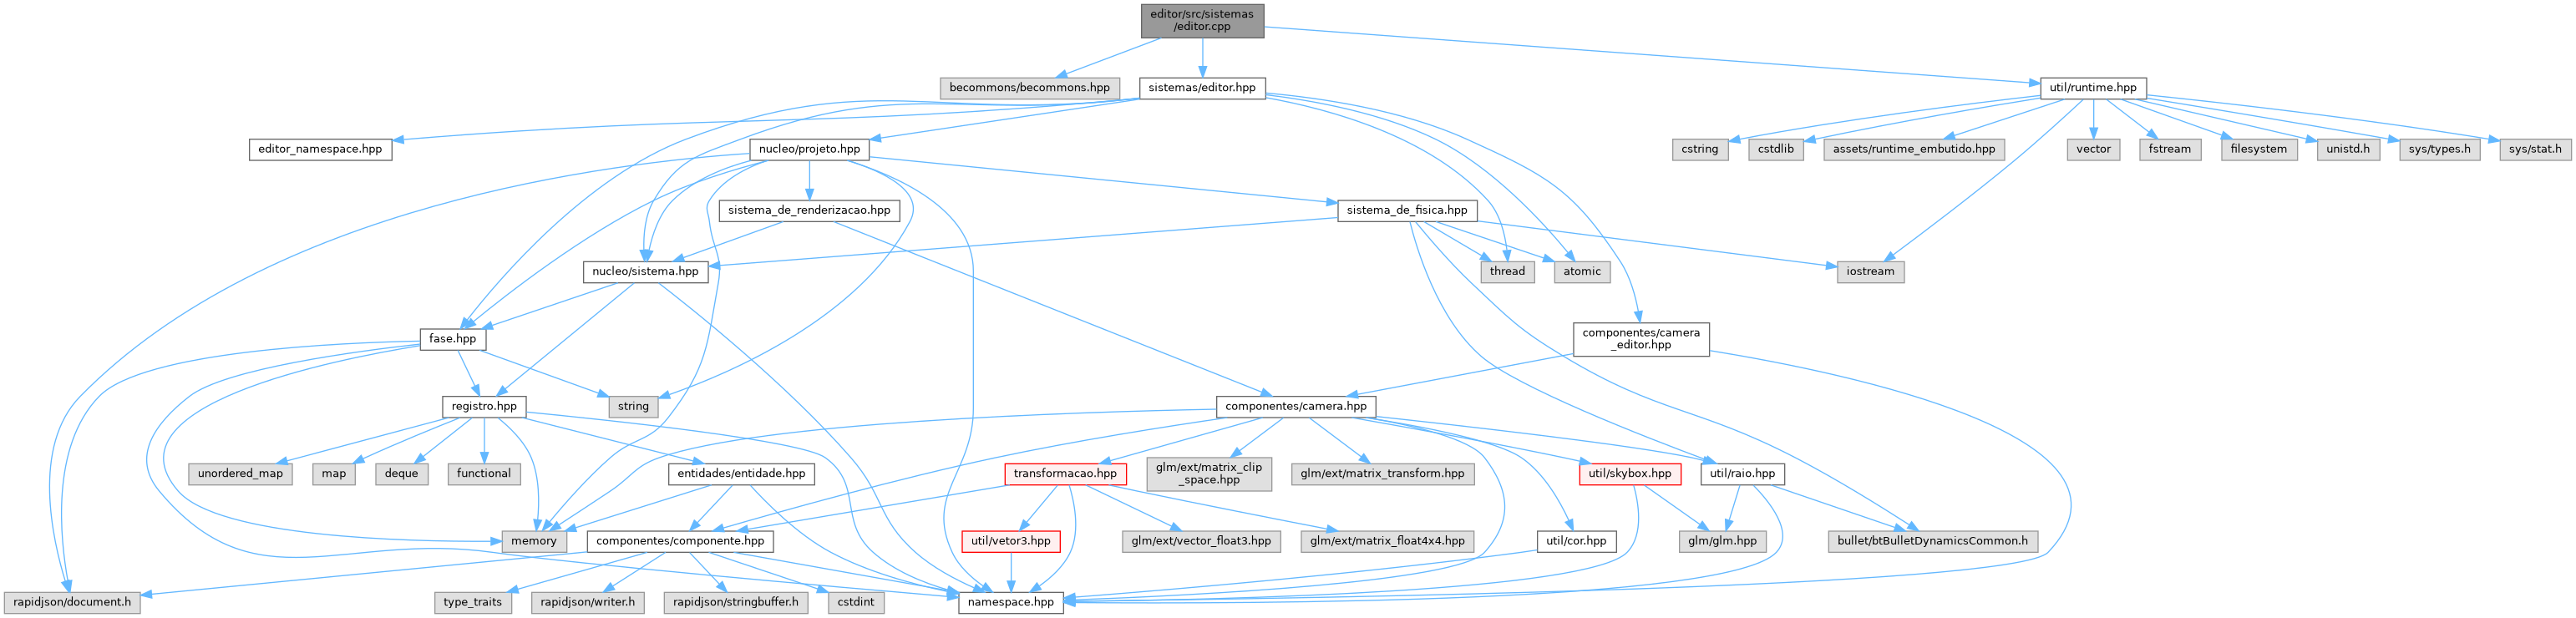 editor/src/sistemas
/editor.cpp
becommons/becommons.hpp
sistemas/editor.hpp
util/runtime.hpp
editor_namespace.hpp
nucleo/projeto.hpp
cstring
cstdlib
assets/runtime_embutido.hpp
vector
fstream
filesystem
unistd.h
sys/types.h
sys/stat.h
sistema_de_renderizacao.hpp
sistema_de_fisica.hpp
nucleo/sistema.hpp
thread
atomic
iostream
fase.hpp
componentes/camera
_editor.hpp
registro.hpp
string
componentes/camera.hpp
unordered_map
map
deque
functional
entidades/entidade.hpp
transformacao.hpp
glm/ext/matrix_clip
_space.hpp
glm/ext/matrix_transform.hpp
util/skybox.hpp
util/raio.hpp
memory
componentes/componente.hpp
util/vetor3.hpp
glm/ext/vector_float3.hpp
glm/ext/matrix_float4x4.hpp
util/cor.hpp
glm/glm.hpp
bullet/btBulletDynamicsCommon.h
rapidjson/document.h
type_traits
rapidjson/writer.h
rapidjson/stringbuffer.h
cstdint
namespace.hpp